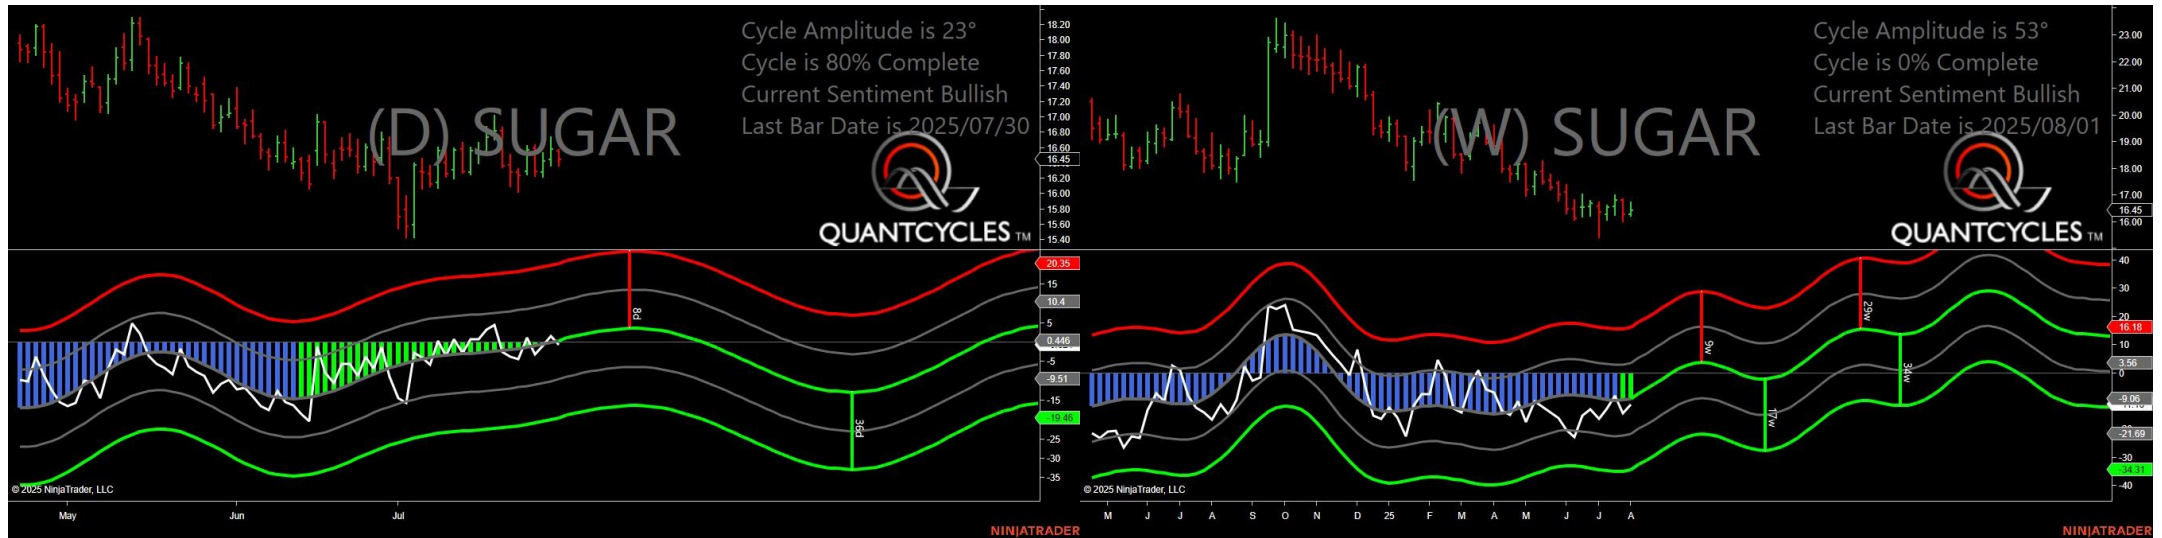 Cycle Amplitude is 23°
Cycle is 80% Complete
Current Sentiment Bullish
Last Bar Date is 2025/07/30
(D) SUGAR
QUANTCYCLES TM
18.20
18.00
17.80
17.60
17.40
17.20
17.00
16.80
16.60
16.45
16.20
16.00
15.80
15.60
15.40
20.35
15
10.4
5
0.446
-5
-9.51
-15
-19.46
-25
-30
-35
8d
36d
© 2025 NinjaTrader, LLC
May Jun Jul
NINJATRADER
Cycle Amplitude is 53°
Cycle is 0% Complete
Current Sentiment Bullish
Last Bar Date is 2025/08/01
(W) SUGAR
QUANTCYCLES TM
23.00
22.00
21.00
20.00
19.00
18.00
17.00
16.45
16.00
40
30
20
16.18
10
3.56
0
-9.06
-21.69
-30
-34.31
-40
9w
17w
29w
34w
© 2025 NinjaTrader, LLC
M J J A S O N D 25 F M A M J J A
NINJATRADER